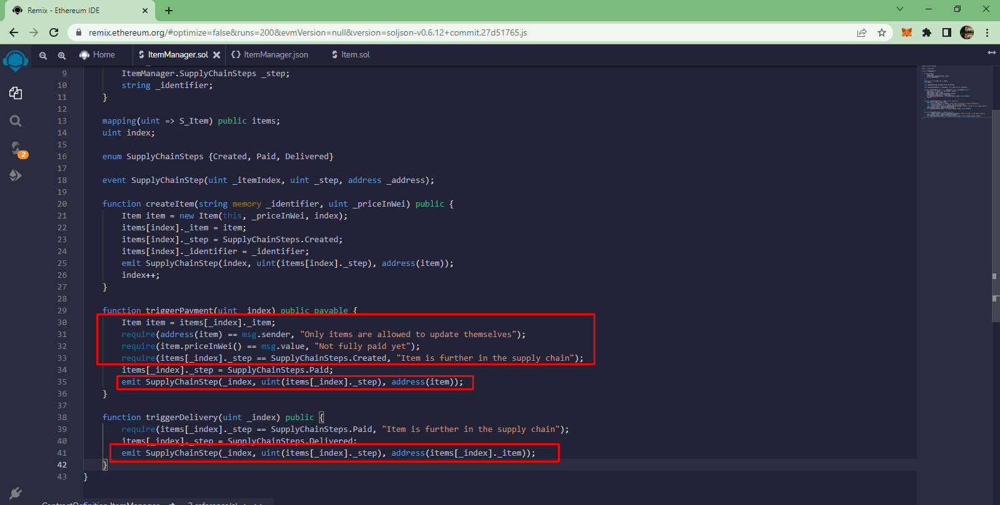 Remix - Ethereum IDE
remix.ethereum.org/#optimize=false&runs=200&evmVersion=null&version=soljson-v0.6.12+commit.27d51765.js
Home ItemManager.sol {} ItemManager.json Item.sol
9 ItemManager.SupplyChainSteps _step;
10 string _identifier;
11 }
12
13 mapping(uint => S_Item) public items;
14 uint index;
15
16 enum SupplyChainSteps {Created, Paid, Delivered}
17
18 event SupplyChainStep(uint _itemIndex, uint _step, address _address);
19
20 function createItem(string memory _identifier, uint _priceInWei) public {
21 Item item = new Item(this, _priceInWei, index);
22 items[index]._item = item;
23 items[index]._step = SupplyChainSteps.Created;
24 items[index]._identifier = _identifier;
25 emit SupplyChainStep(index, uint(items[index]._step), address(item));
26 index++;
27 }
28
29 function triggerPayment(uint _index) public payable {
30 Item item = items[_index]._item;
31 require(address(item) == msg.sender, "Only items are allowed to update themselves");
32 require(item.priceInWei() == msg.value, "Not fully paid yet");
33 require(items[_index]._step == SupplyChainSteps.Created, "Item is further in the supply chain");
34 items[_index]._step = SupplyChainSteps.Paid;
35 emit SupplyChainStep(_index, uint(items[_index]._step), address(item));
36 }
37
38 function triggerDelivery(uint _index) public {
39 require(items[_index]._step == SupplyChainSteps.Paid, "Item is further in the supply chain");
40 items[_index]._step = SupplyChainSteps.Delivered;
41 emit SupplyChainStep(_index, uint(items[_index]._step), address(items[_index]._item));
42 }
43 }
2
ContractDefinition ItemManager